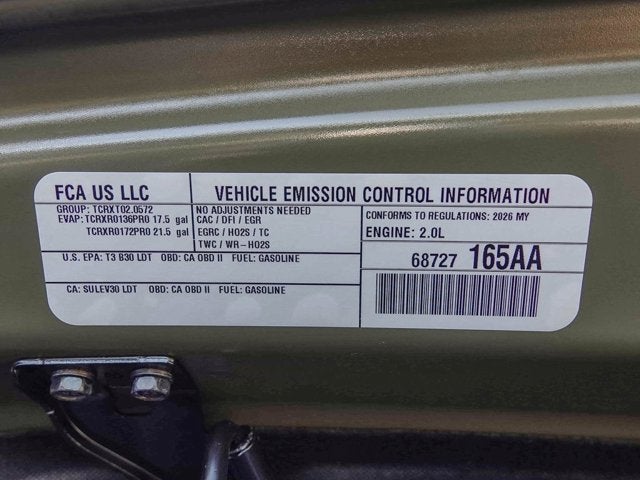 FCA US LLC
VEHICLE EMISSION CONTROL INFORMATION
GROUP: TCRXT02.0572
EVAP: TCRXR0136PR0 17.5 gal
TCRXR0172PR0 21.5 gal
NO ADJUSTMENTS NEEDED
CAC / DFI / EGR
EGRC / HO2S / TC
TWC / WR-HO2S
CONFORMS TO REGULATIONS: 2026 MY
ENGINE: 2.0L
U.S. EPA: T3 B30 LDT OBD: CA OBD II FUEL: GASOLINE
CA: SULEV30 LDT OBD: CA OBD II FUEL: GASOLINE
68727 165AA